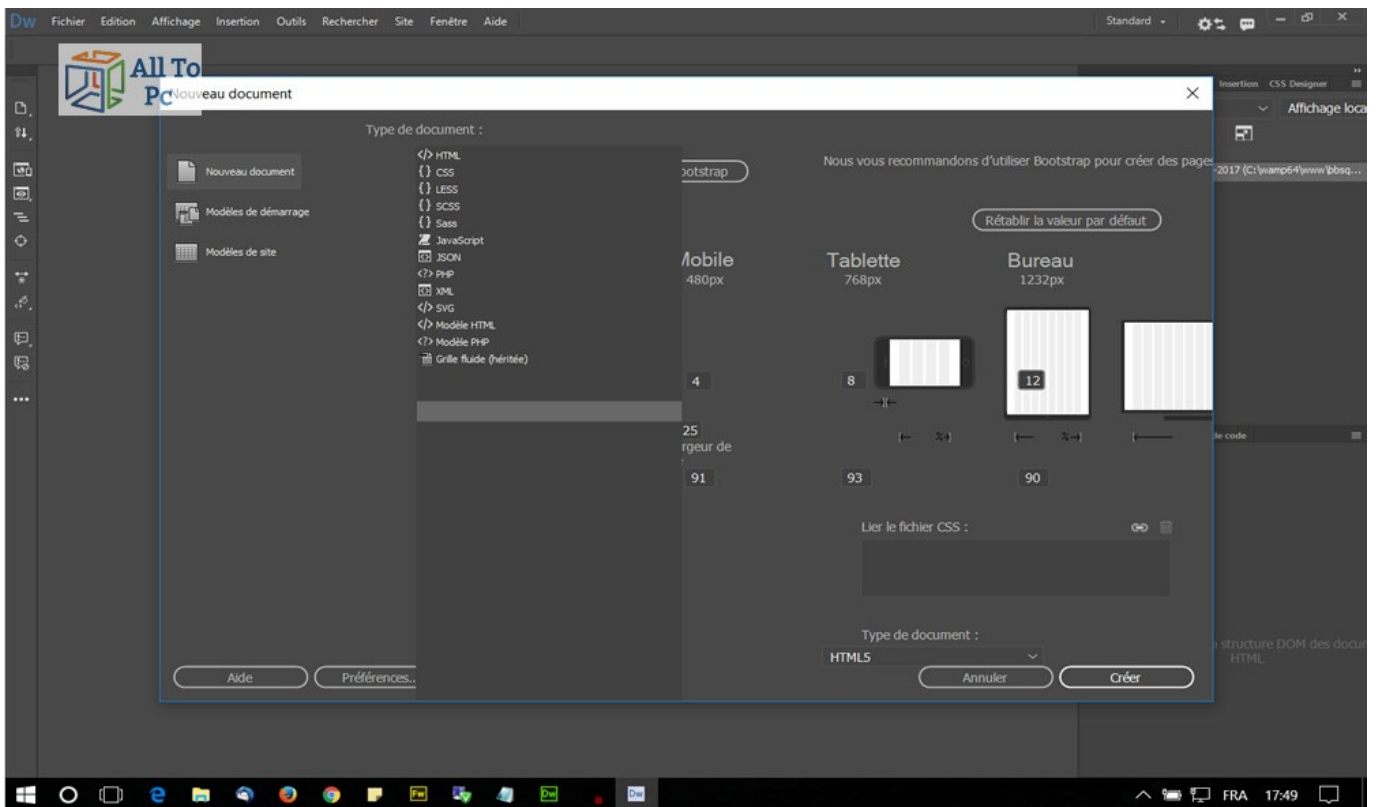 Dw Fichier Edition Affichage Insertion Outils Rechercher Site Fenêtre Aide Standard
All To
Pc
Nouveau document
Insertion CSS Designer
Affichage loca
Type de document :
</> HTML
{} CSS
{} LESS
{} SCSS
{} Sass
JavaScript
JSON
<?> PHP
XML
</> SVG
</> Modèle HTML
<?> Modèle PHP
Grille fluide (héritée)
Nouveau document
Modèles de démarrage
Modèles de site
ootstrap
Nous vous recommandons d'utiliser Bootstrap pour créer des pages
-2017 (C:\wamp64\www\bbsq...
Rétablir la valeur par défaut
Mobile Tablette Bureau
480px 768px 1232px
4 8 12
25
rgeur de
91 93 90
de code
Lier le fichier CSS :
Type de document :
HTML5
structure DOM des docur
HTML
Aide Préférences.. Annuler Créer
Fw Dw Dw FRA 17:49